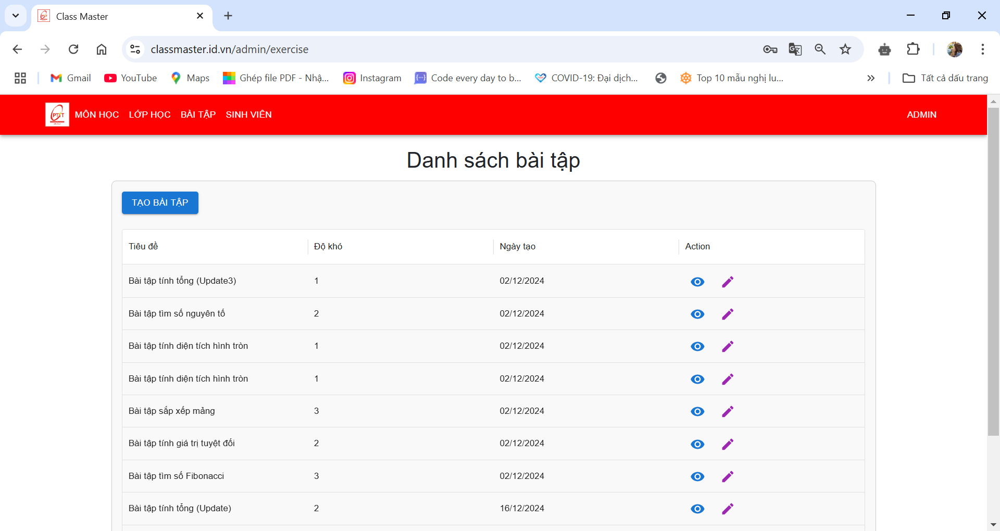 Class Master
classmaster.id.vn/admin/exercise
Gmail
YouTube
Maps
Ghép file PDF - Nhậ...
Instagram
Code every day to b...
COVID-19: Đại dịch...
Top 10 mẫu nghị lu...
Tất cả dấu trang
PTIT MÔN HỌC LỚP HỌC BÀI TẬP SINH VIÊN ADMIN
Danh sách bài tập
TẠO BÀI TẬP
Tiêu đề Độ khó Ngày tạo Action
Bài tập tính tổng (Update3) 1 02/12/2024
Bài tập tìm số nguyên tố 2 02/12/2024
Bài tập tính diện tích hình tròn 1 02/12/2024
Bài tập tính diện tích hình tròn 1 02/12/2024
Bài tập sắp xếp mảng 3 02/12/2024
Bài tập tính giá trị tuyệt đối 2 02/12/2024
Bài tập tìm số Fibonacci 3 02/12/2024
Bài tập tính tổng (Update) 2 16/12/2024